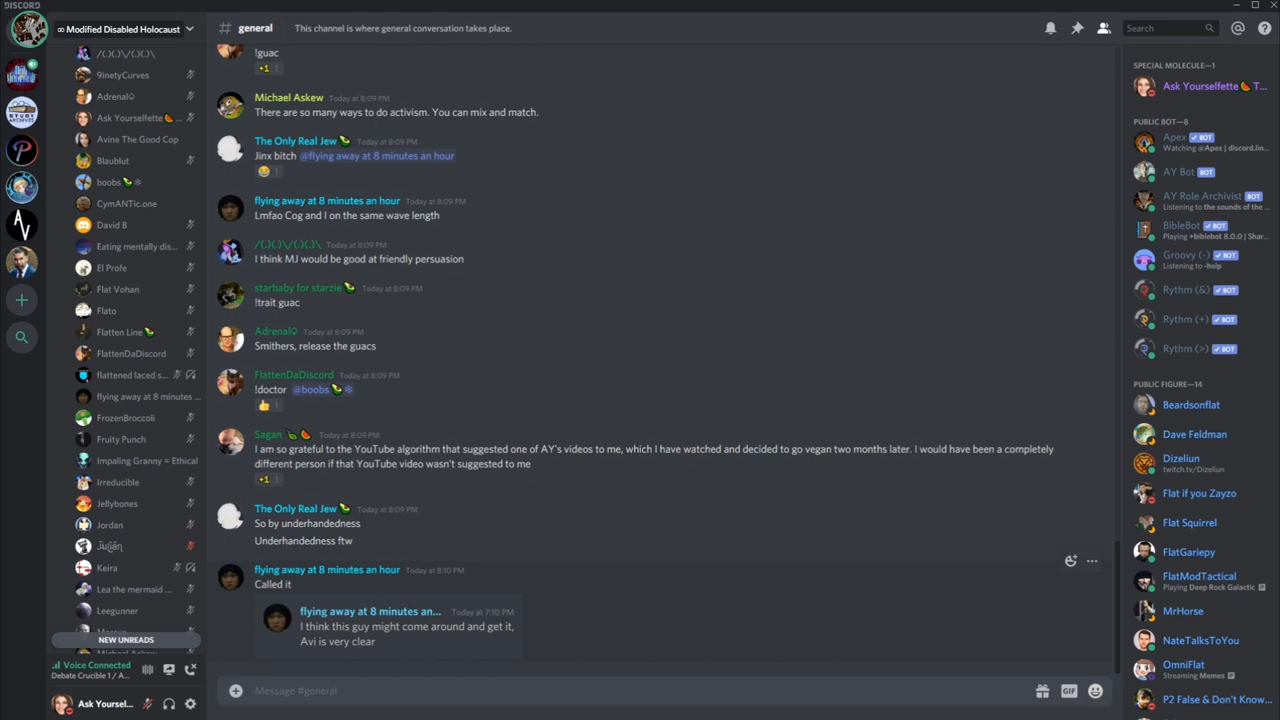 DISCORD
∞ Modified Disabled Holocaust
# general
This channel is where general conversation takes place.
Search
/(.)(.)\/(.)(.)\
9inetyCurves
Adrenal
Ask Yourselfette 🍉 ...
Avine The Good Cop
Blaublut
boobs
CymANTic.one
David B
Eating mentally dis...
El Profe
Flat Vohan
Flato
Flatten Line
FlattenDaDiscord
flattened laced s...
flying away at 8 minutes ...
FrozenBroccoli
Fruity Punch
Impaling Granny = Ethical
Irreducible
Jellybones
Jordan
Keira
Lea the mermaid ...
Leegunner
NEW UNREADS
Michael Askew
Voice Connected
Debate Crucible 1 / A...
Ask Yoursel...
!guac
+1 1
Michael Askew Today at 8:09 PM
There are so many ways to do activism. You can mix and match.
The Only Real Jew Today at 8:09 PM
Jinx bitch @flying away at 8 minutes an hour
😂 1
flying away at 8 minutes an hour Today at 8:09 PM
Lmfao Cog and I on the same wave length
/(.)(.)\/(.)(.)\ Today at 8:09 PM
I think MJ would be good at friendly persuasion
starbaby for starzie Today at 8:09 PM
!trait guac
Adrenal Today at 8:09 PM
Smithers, release the guacs
FlattenDaDiscord Today at 8:09 PM
!doctor @boobs
👍 1
Sagan 🍉 Today at 8:09 PM
I am so grateful to the YouTube algorithm that suggested one of AY's videos to me, which I have watched and decided to go vegan two months later. I would have been a completely
different person if that YouTube video wasn't suggested to me
+1 1
The Only Real Jew Today at 8:09 PM
So by underhandedness
Underhandedness ftw
flying away at 8 minutes an hour Today at 8:10 PM
Called it
flying away at 8 minutes an... Today at 7:10 PM
I think this guy might come around and get it,
Avi is very clear
Message #general
GIF
SPECIAL MOLECULE—1
Ask Yourselfette 🍉 T...
PUBLIC BOT—8
Apex BOT
Watching @Apex | discord.lin...
AY Bot BOT
AY Role Archivist BOT
Listening to the sounds of the ...
BibleBot BOT
Playing +biblebot 8.0.0 | Shar...
Groovy (-) BOT
Listening to -help
Rythm (&) BOT
Rythm (+) BOT
Rythm (>) BOT
PUBLIC FIGURE—14
Beardsonflat
Dave Feldman
Dizeliun
twitch.tv/Dizeliun
Flat if you Zayzo
Flat Squirrel
FlatGariepy
FlatModTactical
Playing Deep Rock Galactic
MrHorse
NateTalksToYou
OmniFlat
Streaming Memes
P2 False & Don't Know...